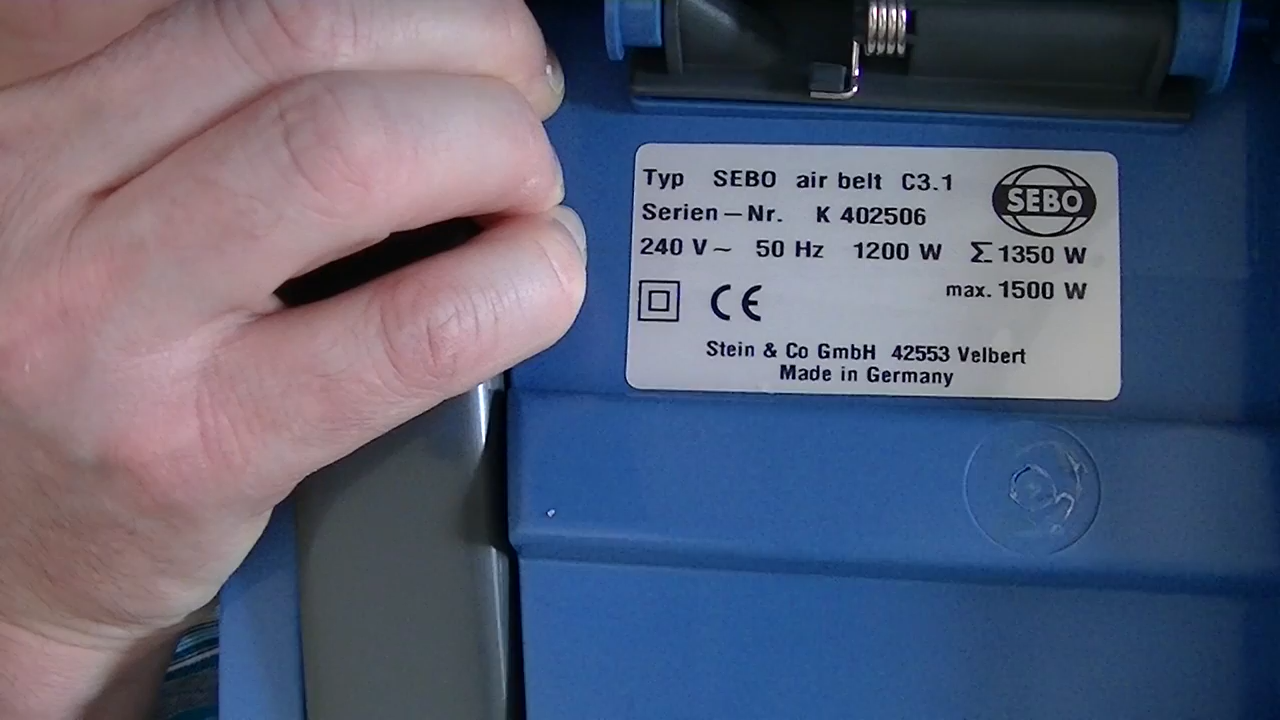 Typ SEBO air belt C3.1
SEBO
Serien–Nr. K 402506
240 V~ 50 Hz 1200 W Σ 1350 W
max. 1500 W
CE
Stein & Co GmbH 42553 Velbert
Made in Germany